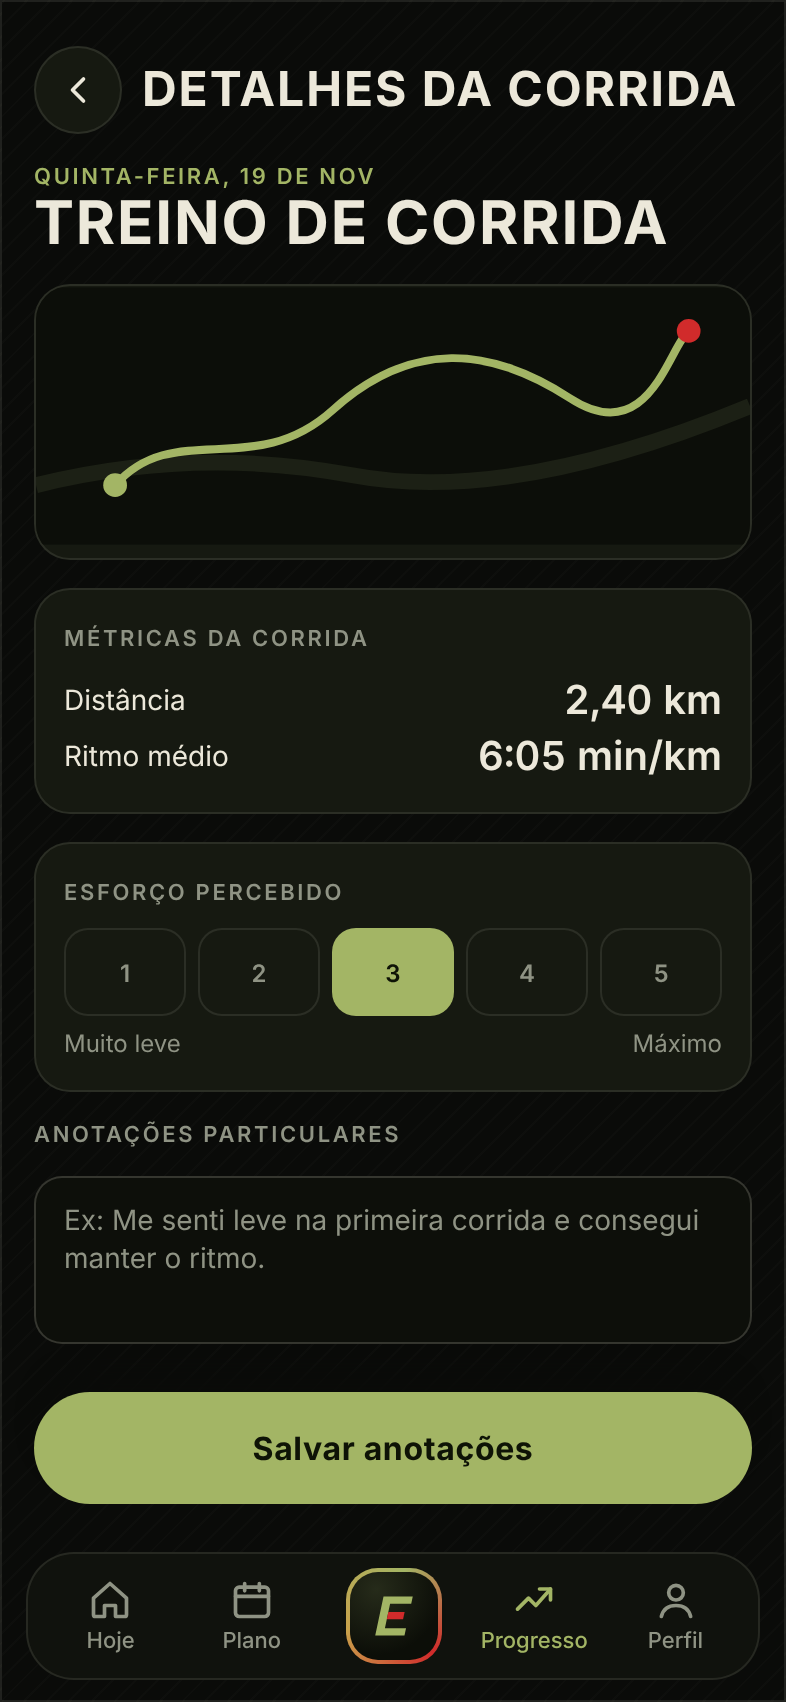 DETALHES DA CORRIDA
QUINTA-FEIRA, 19 DE NOV
TREINO DE CORRIDA
MÉTRICAS DA CORRIDA
Distância 2,40 km
Ritmo médio 6:05 min/km
ESFORÇO PERCEBIDO
1 2 3 4 5
Muito leve Máximo
ANOTAÇÕES PARTICULARES
Ex: Me senti leve na primeira corrida e consegui
manter o ritmo.
Salvar anotações
E
Hoje Plano Progresso Perfil